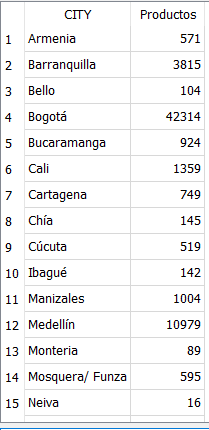 CITY Productos
1 Armenia 571
2 Barranquilla 3815
3 Bello 104
4 Bogotá 42314
5 Bucaramanga 924
6 Cali 1359
7 Cartagena 749
8 Chía 145
9 Cúcuta 519
10 Ibagué 142
11 Manizales 1004
12 Medellín 10979
13 Monteria 89
14 Mosquera/ Funza 595
15 Neiva 16